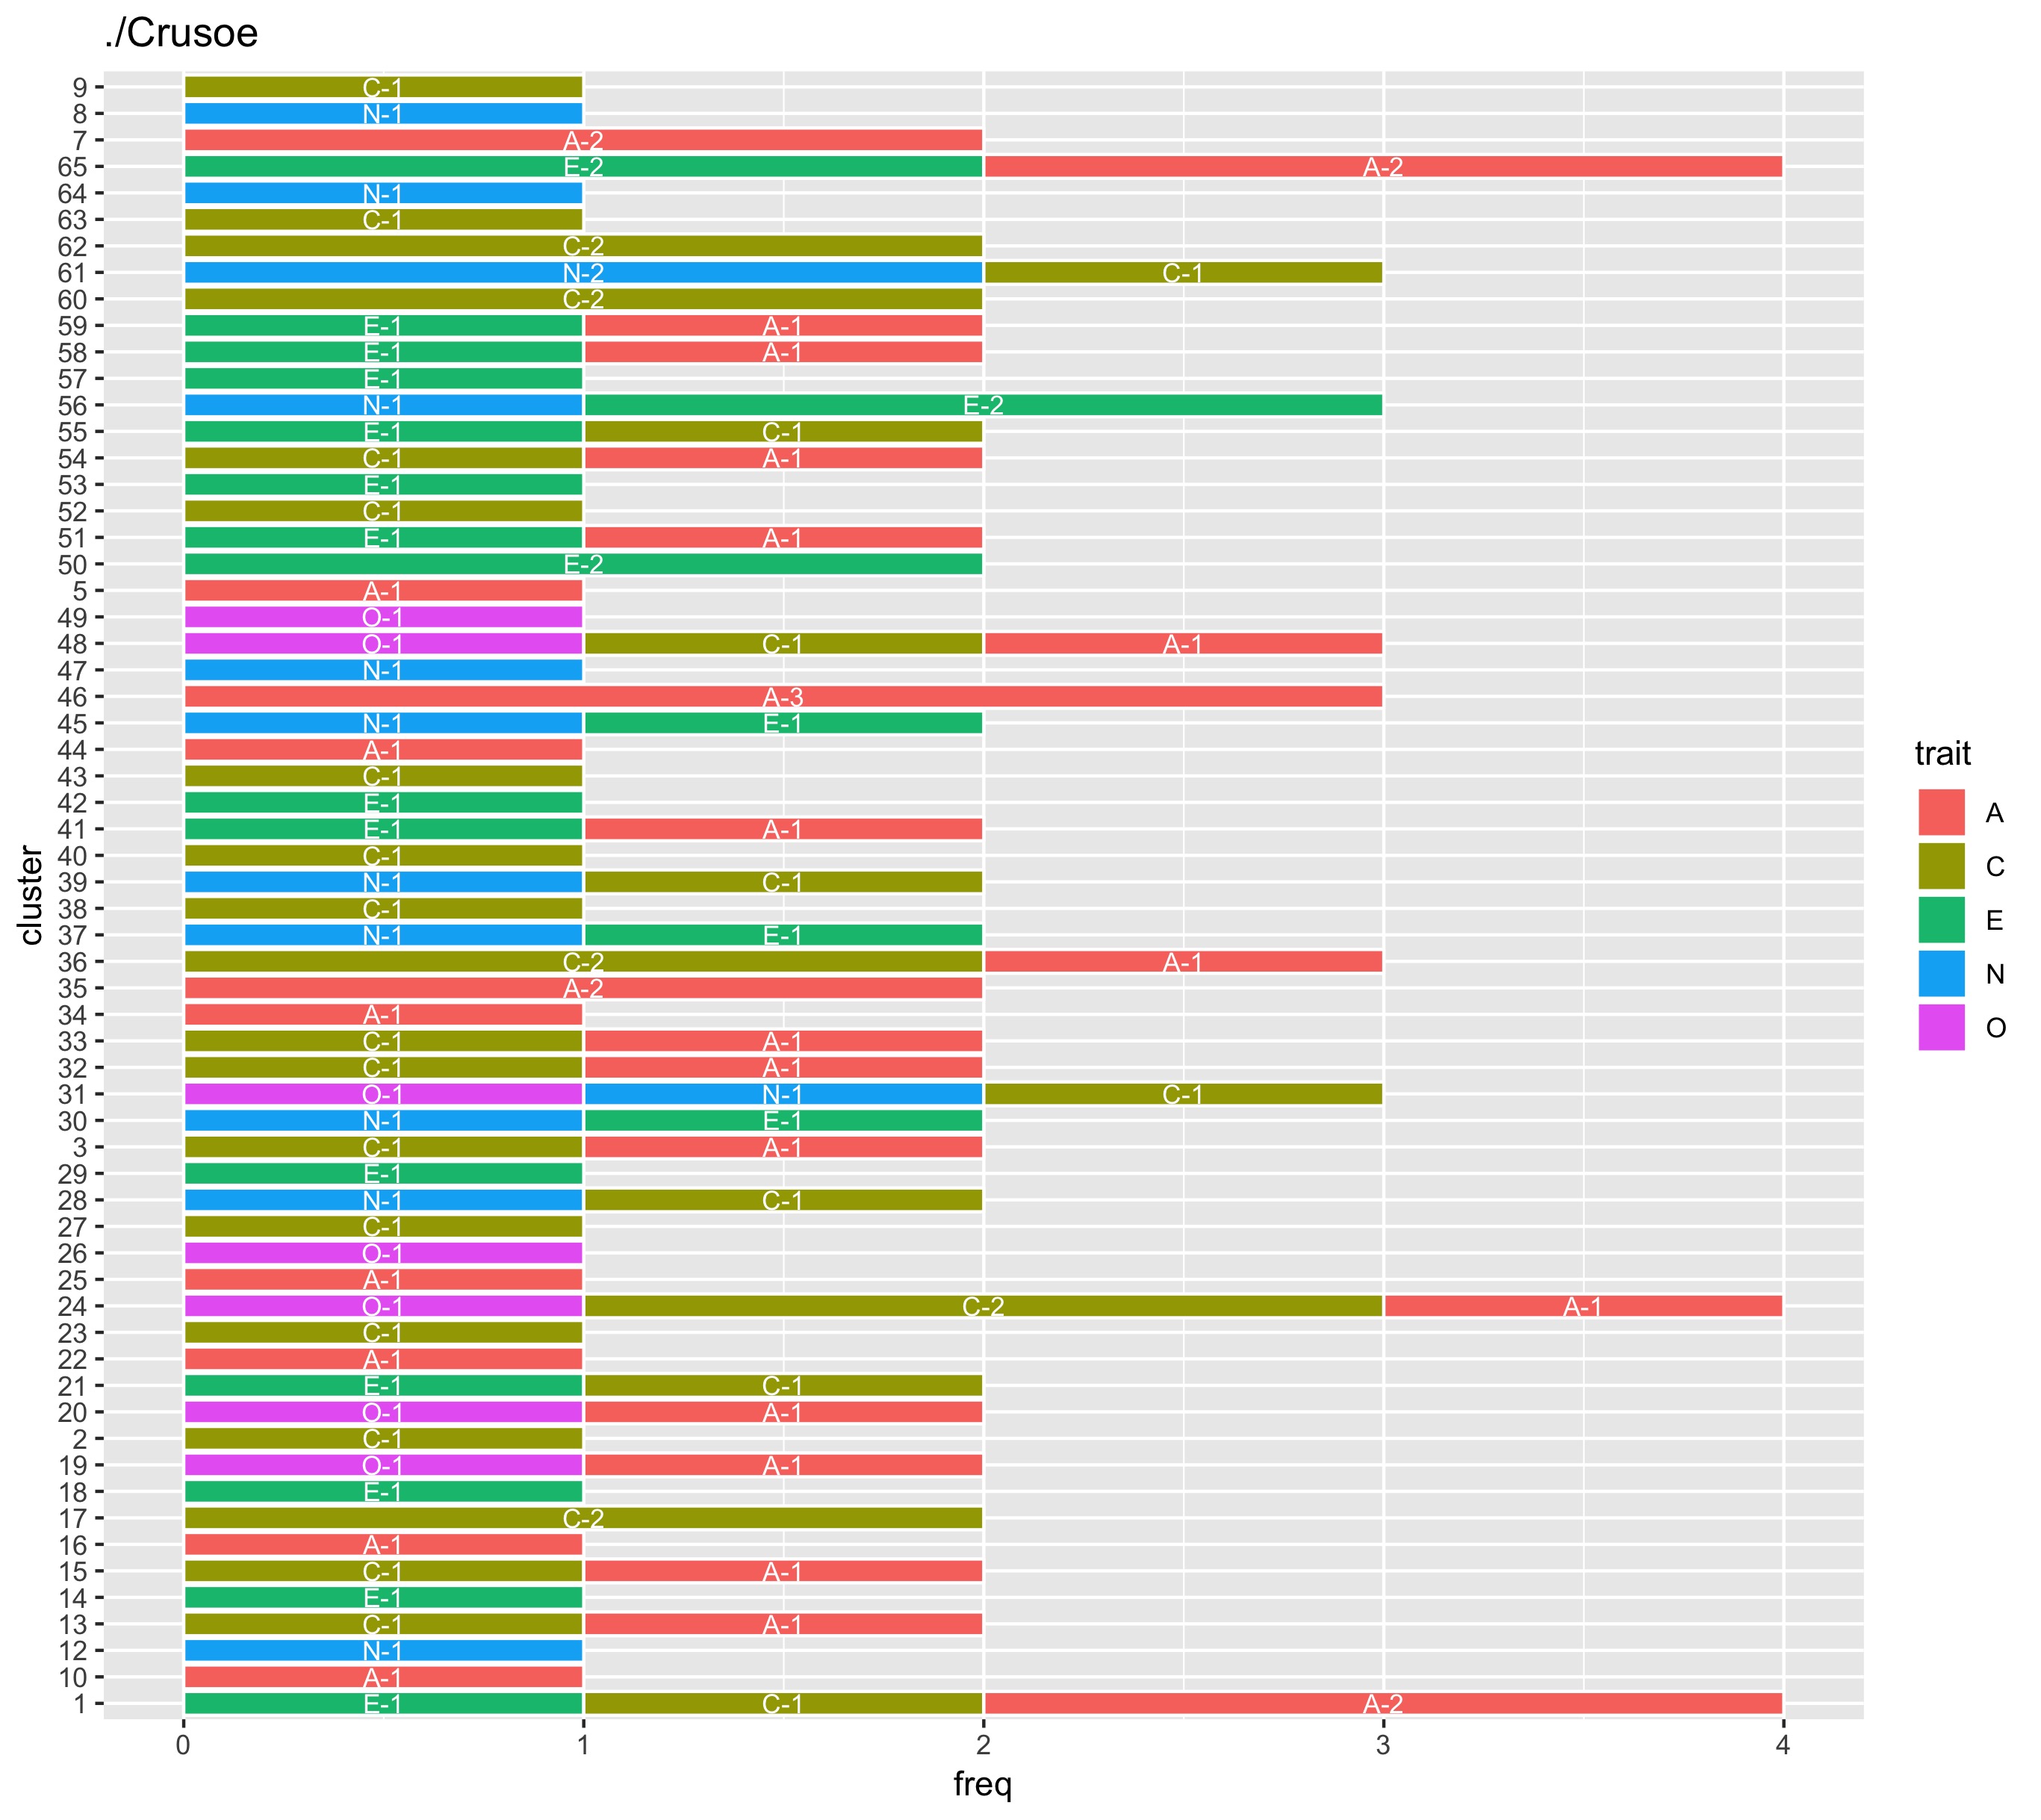 ./Crusoe
9 C-1
8 N-1
7 A-2
65 E-2 A-2
64 N-1
63 C-1
62 C-2
61 N-2 C-1
60 C-2
59 E-1 A-1
58 E-1 A-1
57 E-1
56 N-1 E-2
55 E-1 C-1
54 C-1 A-1
53 E-1
52 C-1
51 E-1 A-1
50 E-2
5 A-1
49 O-1
48 O-1 C-1 A-1
47 N-1
46 A-3
45 N-1 E-1
44 A-1
43 C-1
42 E-1
41 E-1 A-1
40 C-1
39 N-1 C-1
38 C-1
37 N-1 E-1
36 C-2 A-1
35 A-2
34 A-1
33 C-1 A-1
32 C-1 A-1
31 O-1 N-1 C-1
30 N-1 E-1
3 C-1 A-1
29 E-1
28 N-1 C-1
27 C-1
26 O-1
25 A-1
24 O-1 C-2 A-1
23 C-1
22 A-1
21 E-1 C-1
20 O-1 A-1
2 C-1
19 O-1 A-1
18 E-1
17 C-2
16 A-1
15 C-1 A-1
14 E-1
13 C-1 A-1
12 N-1
10 A-1
1 E-1 C-1 A-2
0 1 2 3 4
freq
cluster
trait
A
C
E
N
O